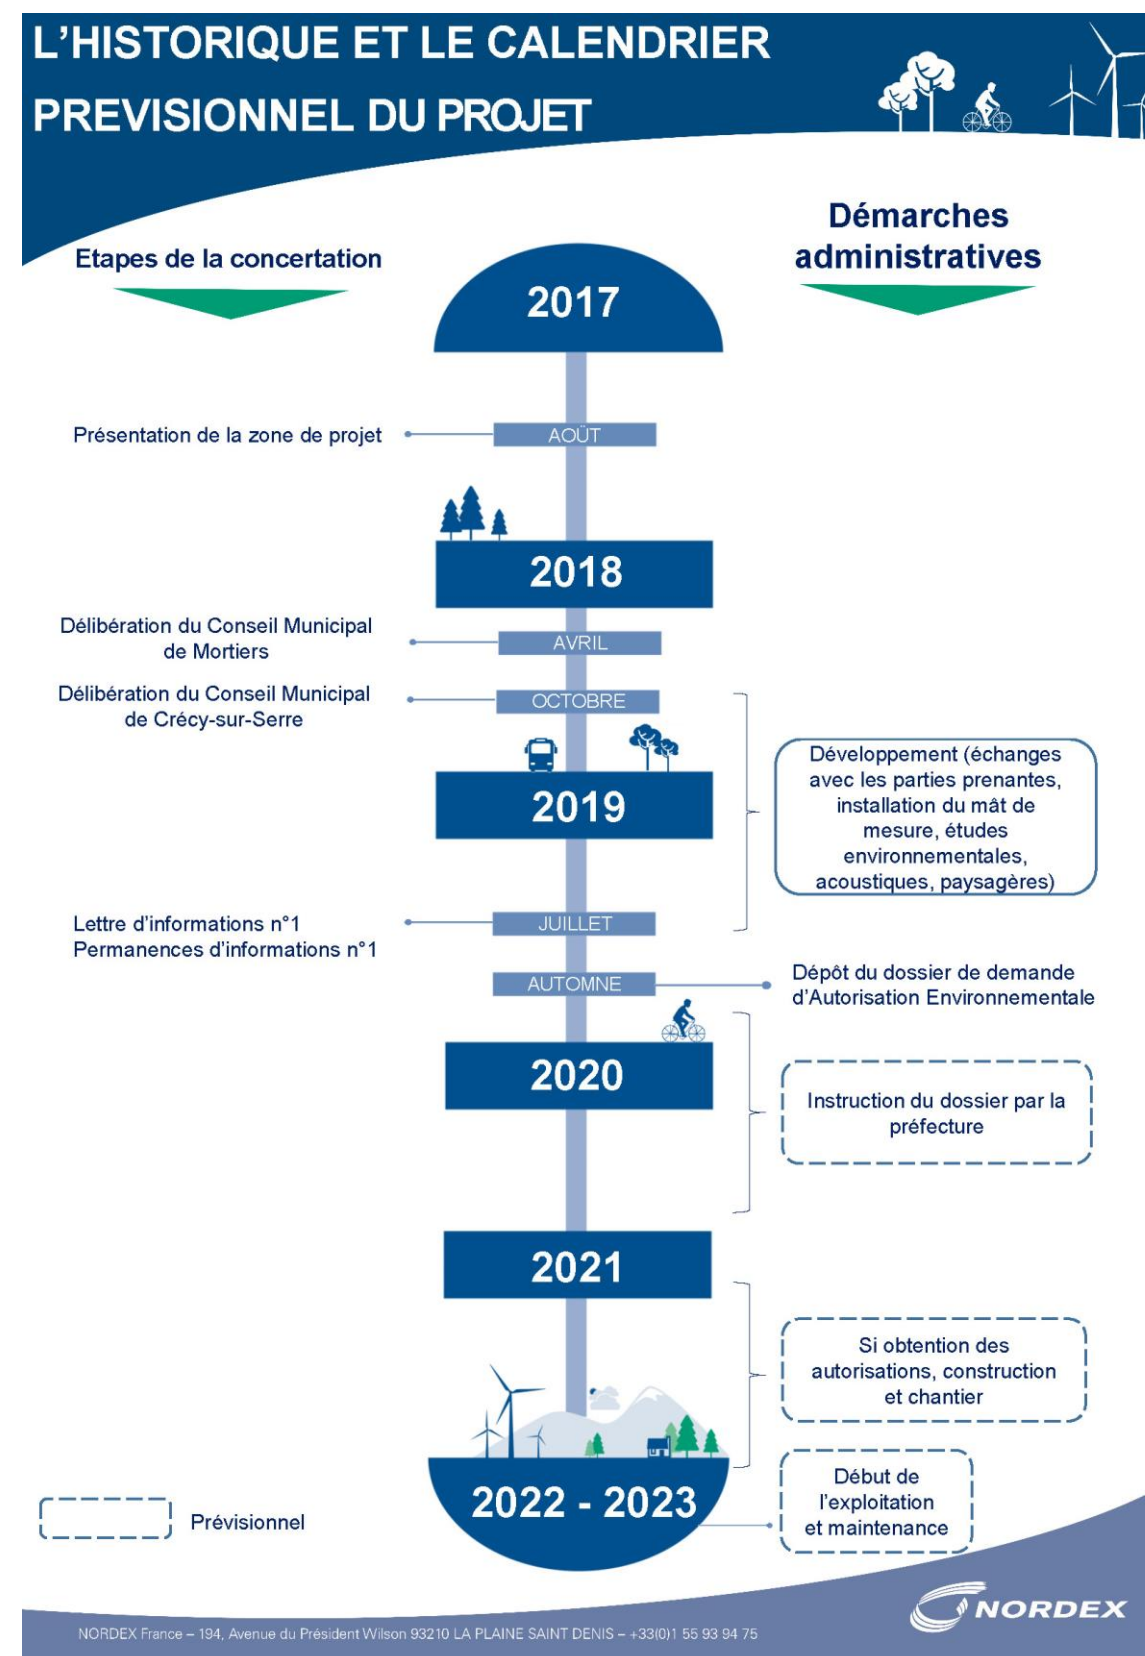 L'HISTORIQUE ET LE CALENDRIER
PREVISIONNEL DU PROJET
Etapes de la concertation
Démarches
administratives
2017
Présentation de la zone de projet
AOÛT
2018
Délibération du Conseil Municipal
de Mortiers
AVRIL
Délibération du Conseil Municipal
de Crécy-sur-Serre
OCTOBRE
2019
Développement (échanges
avec les parties prenantes,
installation du mât de
mesure, études
environnementales,
acoustiques, paysagères)
Lettre d'informations n°1
Permanences d'informations n°1
JUILLET
AUTOMNE
Dépôt du dossier de demande
d'Autorisation Environnementale
2020
Instruction du dossier par la
préfecture
2021
Si obtention des
autorisations, construction
et chantier
2022 - 2023
Début de
l'exploitation
et maintenance
Prévisionnel
NORDEX
NORDEX France – 194, Avenue du Président Wilson 93210 LA PLAINE SAINT DENIS – +33(0)1 55 93 94 75